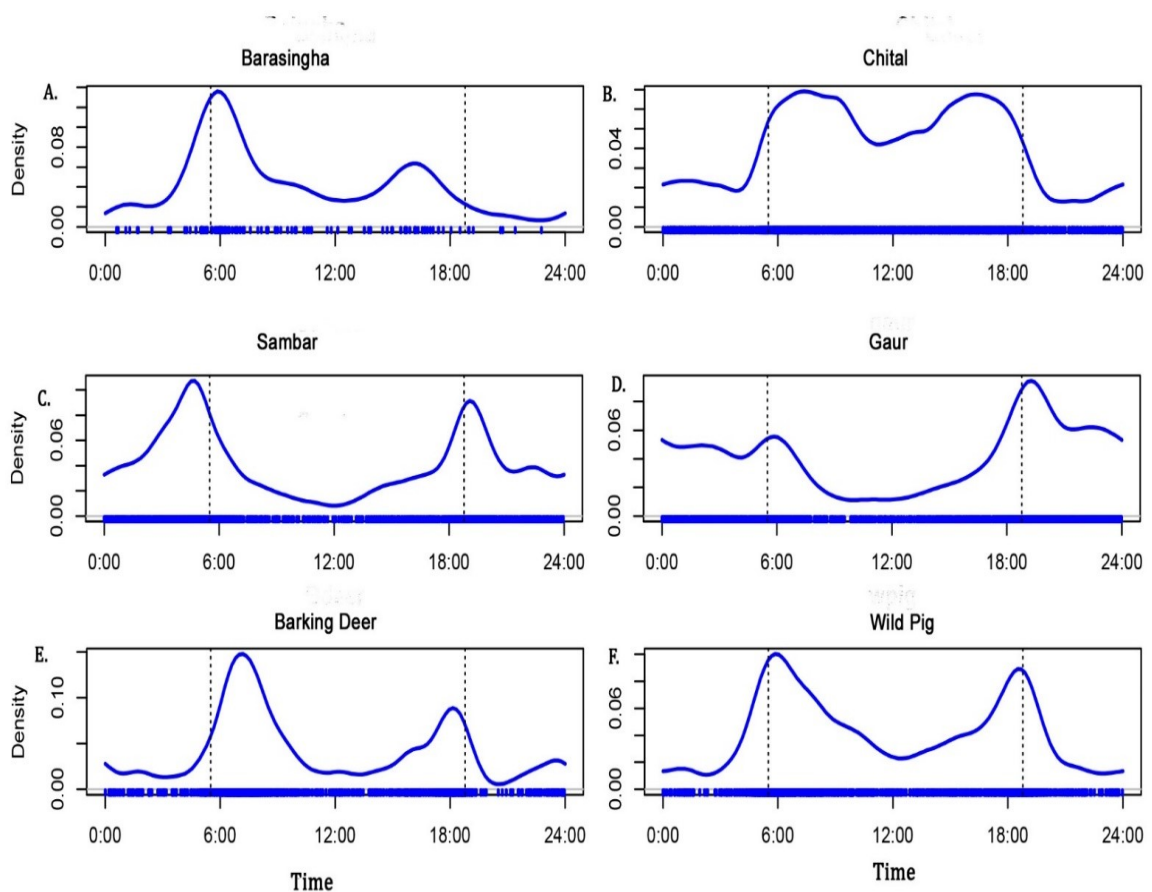 Barasingha
Chital
A.
B.
Density
0.00 0.08
0.00 0.04
0:00 6:00 12:00 18:00 24:00
0:00 6:00 12:00 18:00 24:00
Sambar
Gaur
C.
D.
Density
0.00 0.06
0.00 0.06
0:00 6:00 12:00 18:00 24:00
0:00 6:00 12:00 18:00 24:00
wpig
Barking Deer
Wild Pig
E.
F.
Density
0.00 0.10
0.00 0.06
0:00 6:00 12:00 18:00 24:00
0:00 6:00 12:00 18:00 24:00
Time
Time